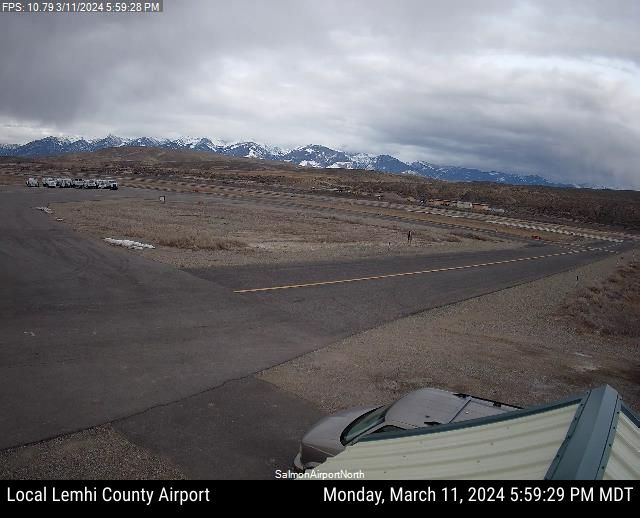 FPS: 10.79 3/11/2024 5:59:28 PM
SalmonAirportNorth
Local Lemhi County Airport
Monday, March 11, 2024 5:59:29 PM MDT